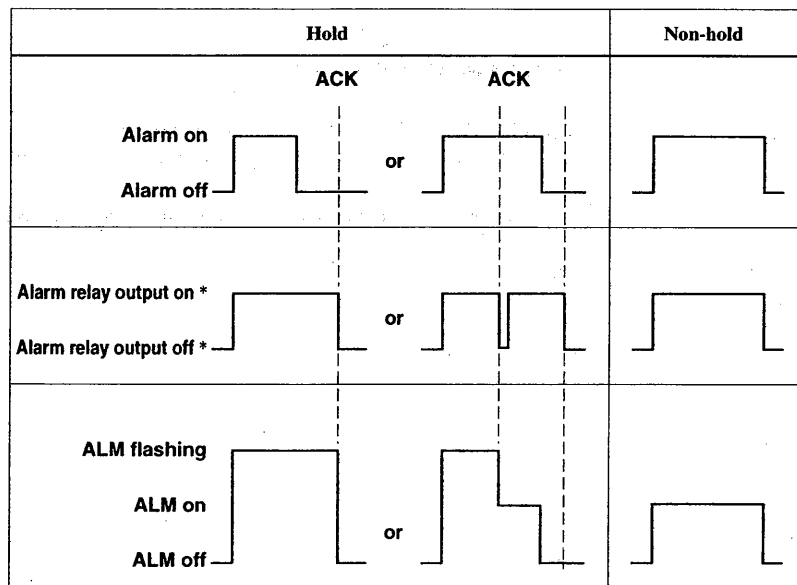 Hold
Non-hold
ACK
ACK
Alarm on
or
Alarm off
Alarm relay output on *
or
Alarm relay output off *
ALM flashing
ALM on
or
ALM off